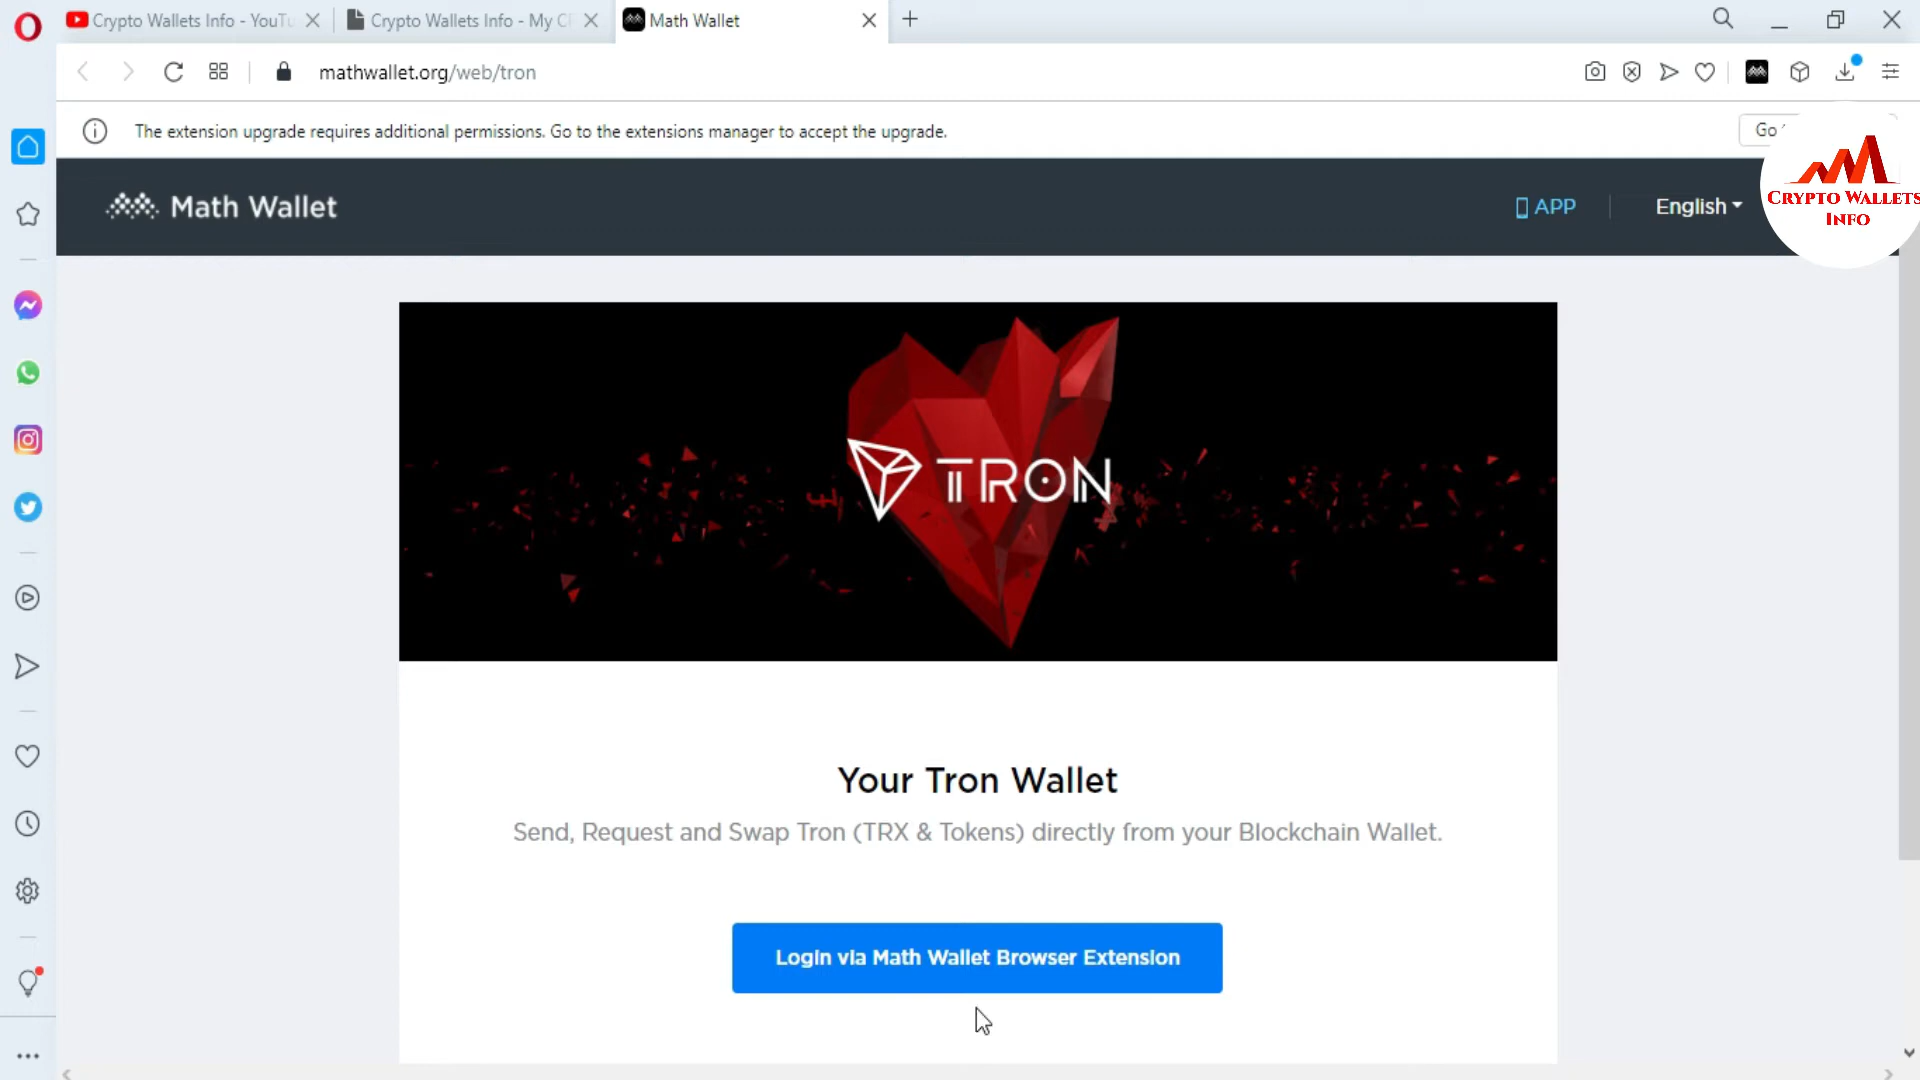 Crypto Wallets Info - YouTu
Crypto Wallets Info - My C
Math Wallet
mathwallet.org/web/tron
The extension upgrade requires additional permissions. Go to the extensions manager to accept the upgrade.
Go
Math Wallet
APP
English
CRYPTO WALLETS
INFO
TRON
Your Tron Wallet
Send, Request and Swap Tron (TRX & Tokens) directly from your Blockchain Wallet.
Login via Math Wallet Browser Extension